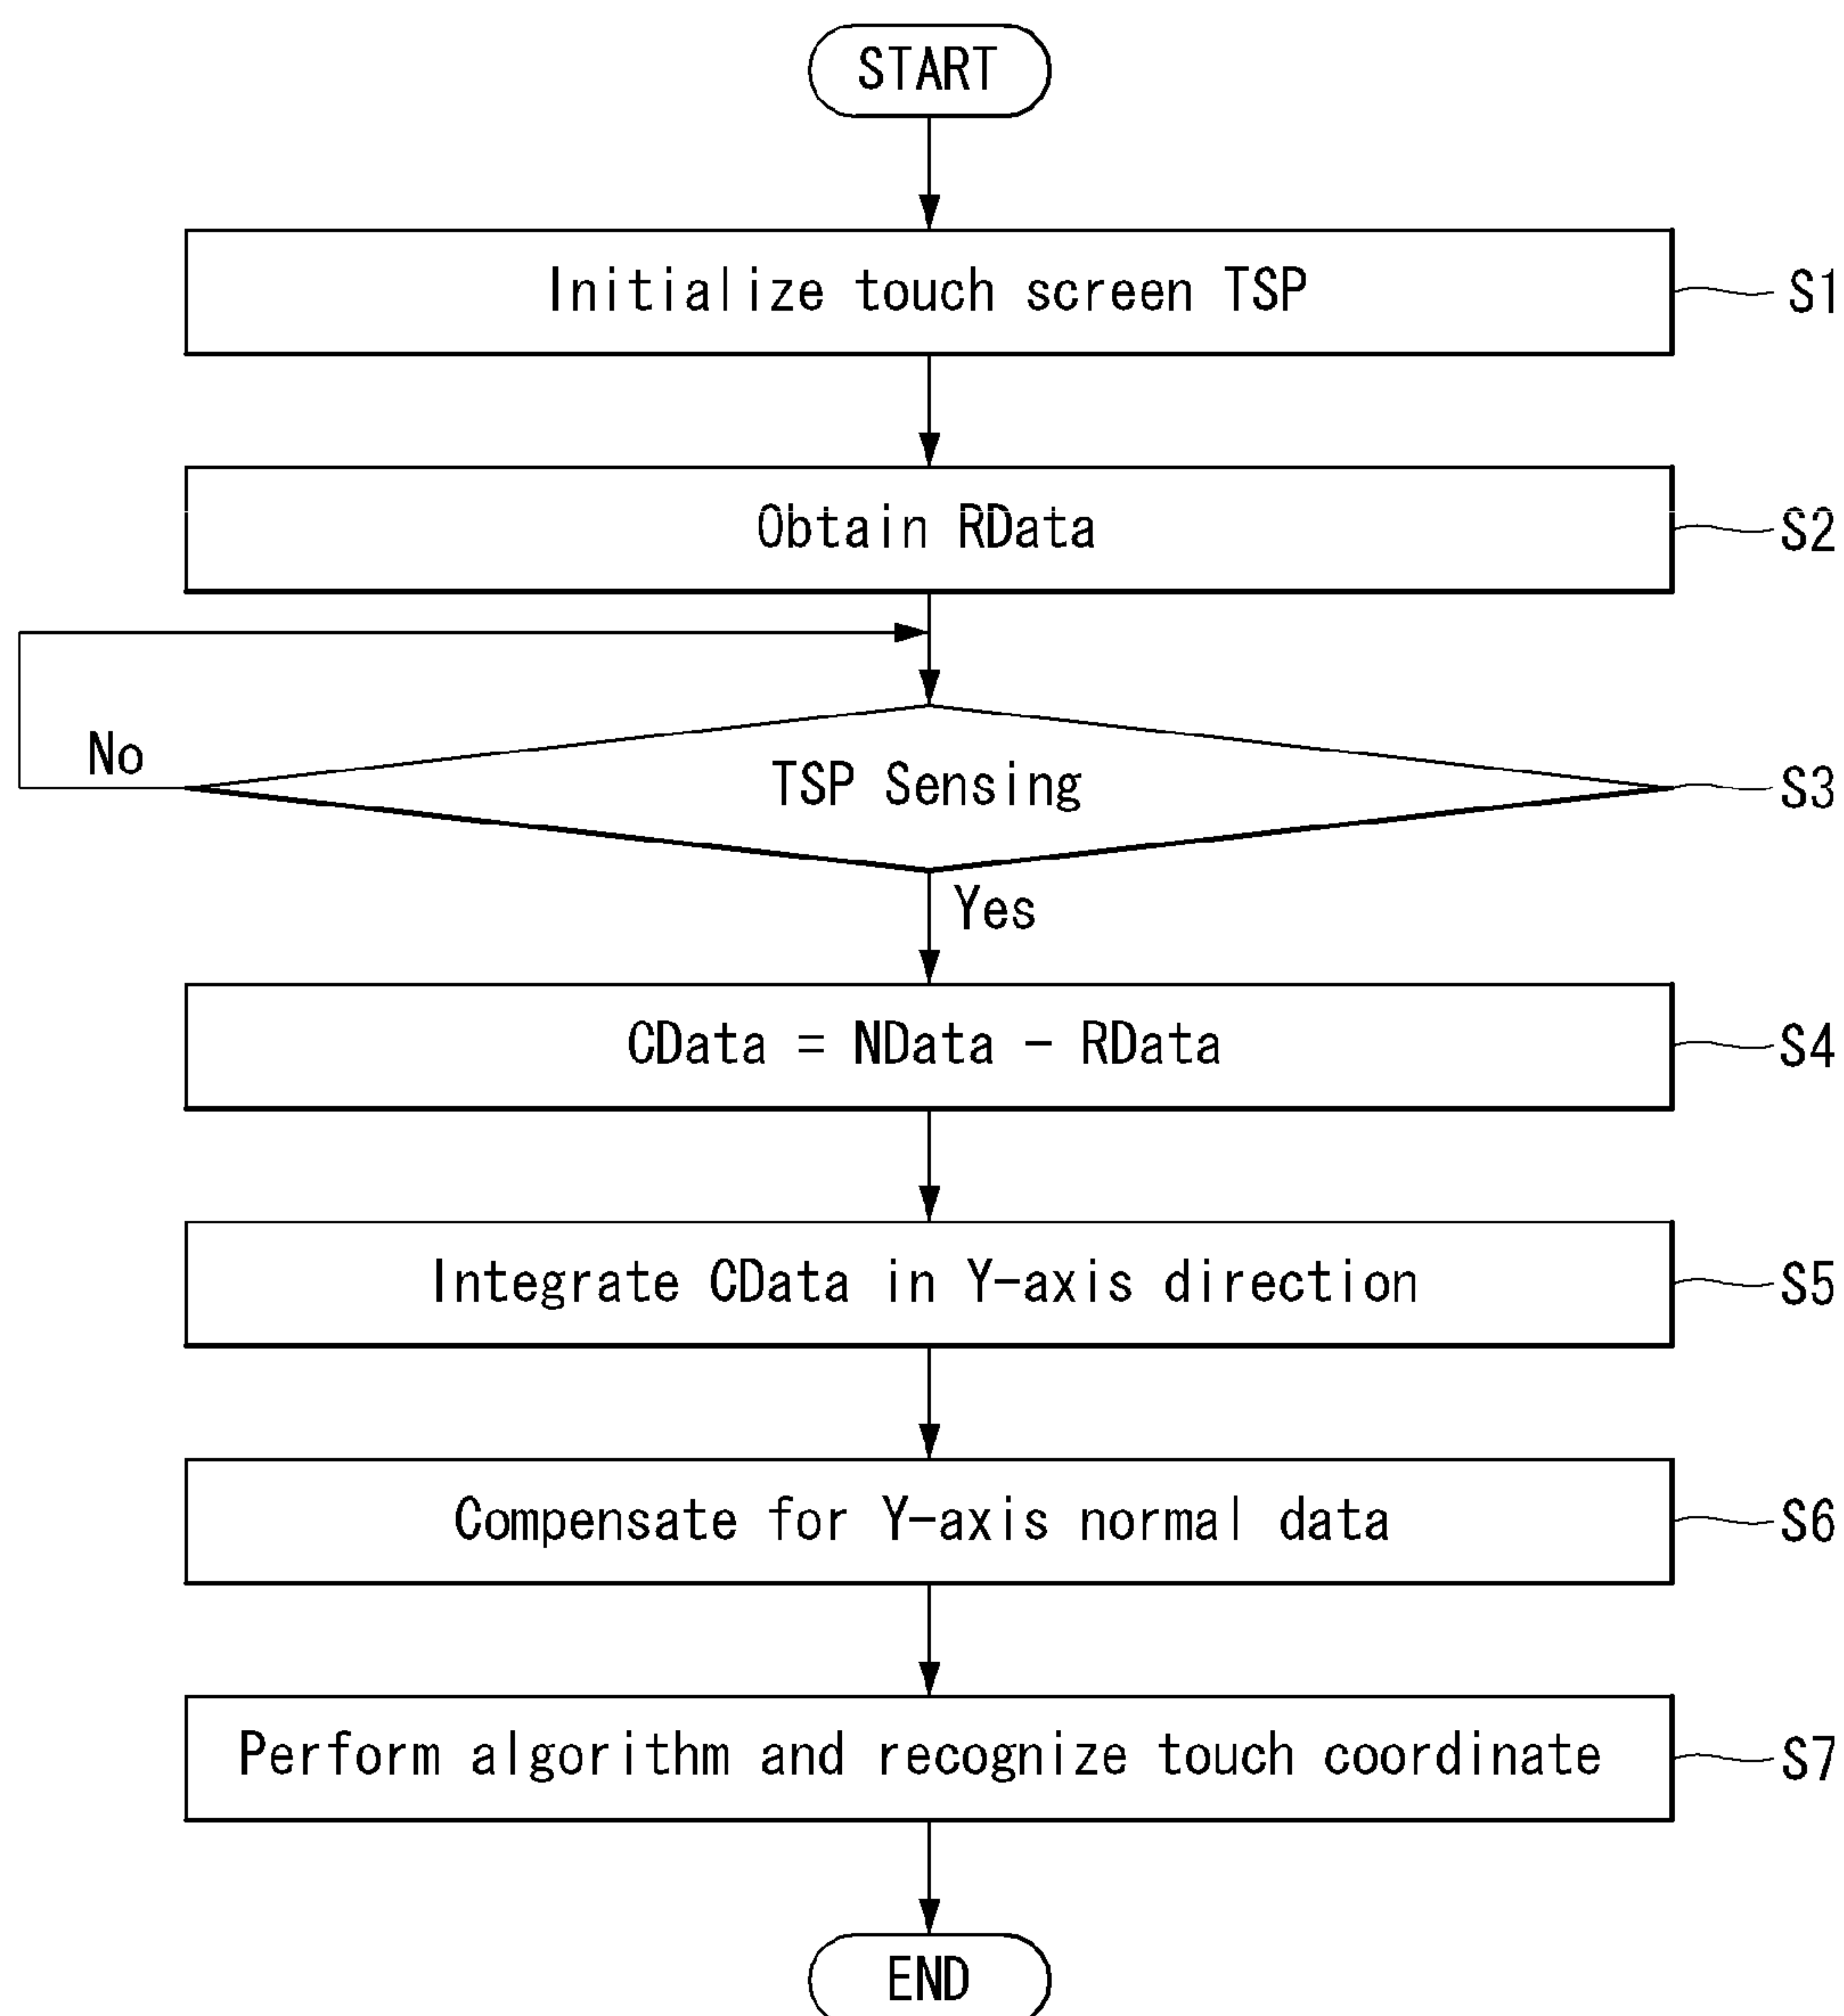 START
Initialize touch screen TSP
S1
Obtain RData
S2
No
TSP Sensing
S3
Yes
CData = NData - RData
S4
Integrate CData in Y-axis direction
S5
Compensate for Y-axis normal data
S6
Perform algorithm and recognize touch coordinate
S7
END